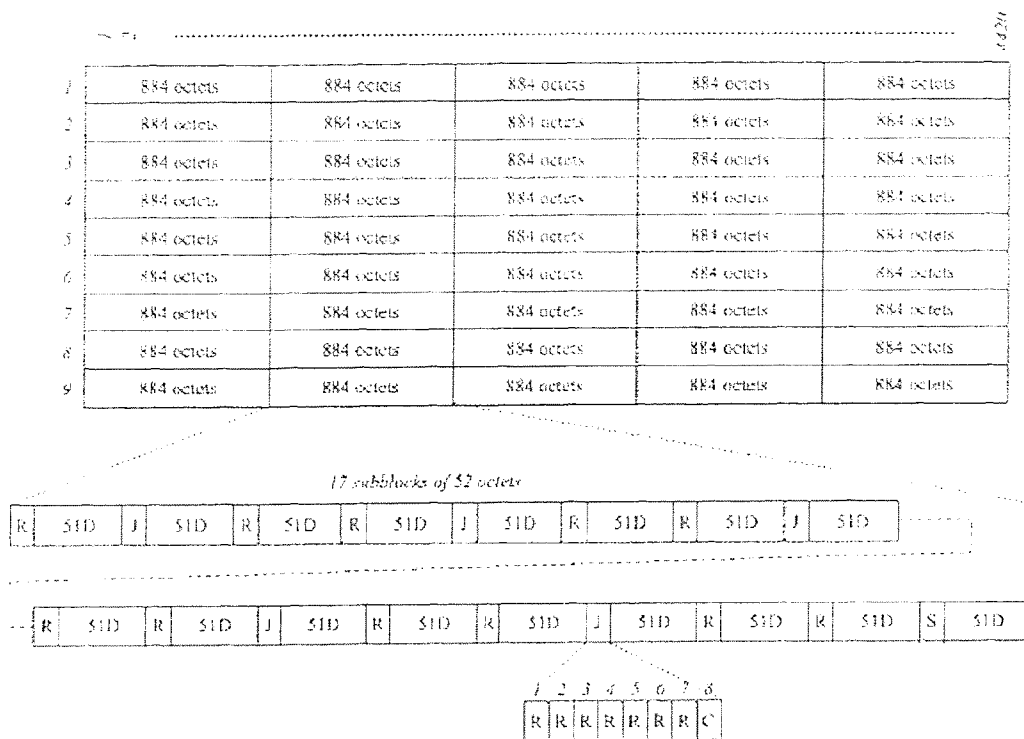 4420
1 884 octets 884 octets 884 octets 884 octets 884 octets
2 884 octets 884 octets 884 octets 884 octets 884 octets
3 884 octets 884 octets 884 octets 884 octets 884 octets
4 884 octets 884 octets 884 octets 884 octets 884 octets
5 884 octets 884 octets 884 octets 884 octets 884 octets
6 884 octets 884 octets 884 octets 884 octets 884 octets
7 884 octets 884 octets 884 octets 884 octets 884 octets
8 884 octets 884 octets 884 octets 884 octets 884 octets
9 884 octets 884 octets 884 octets 884 octets 884 octets
17 subblocks of 52 octets
R 51D J 51D R 51D R 51D J 51D R 51D R 51D J 51D
R 51D R 51D J 51D R 51D R 51D J 51D R 51D R 51D S 51D
1 2 3 4 5 6 7 8
R R R R R R R C